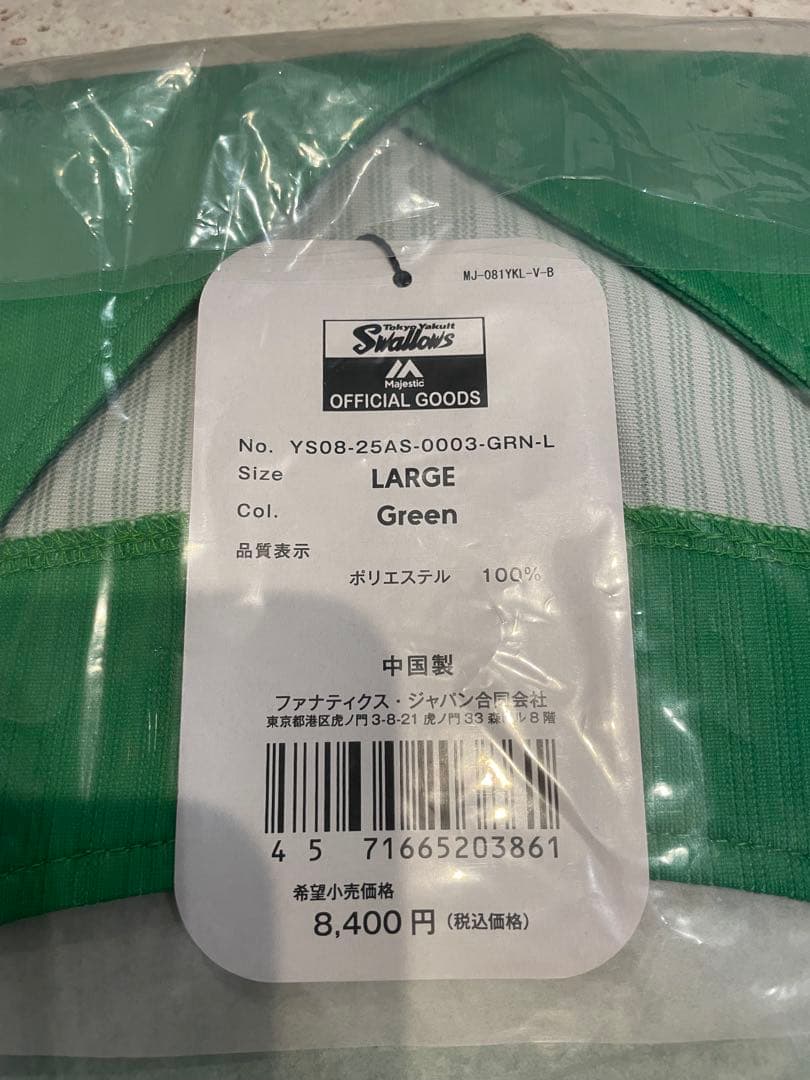 MJ-081YKL-V-B
Tokyo Yakult
Swallows
Majestic
OFFICIAL GOODS
No. YS08-25AS-0003-GRN-L
Size LARGE
Col. Green
品質表示
ポリエステル 100%
中国製
ファナティクス・ジャパン合同会社
東京都港区虎ノ門 3-8-21 虎ノ門 33 森ビル 8 階
4 5 71665203861
希望小売価格
8,400 円 (税込価格)